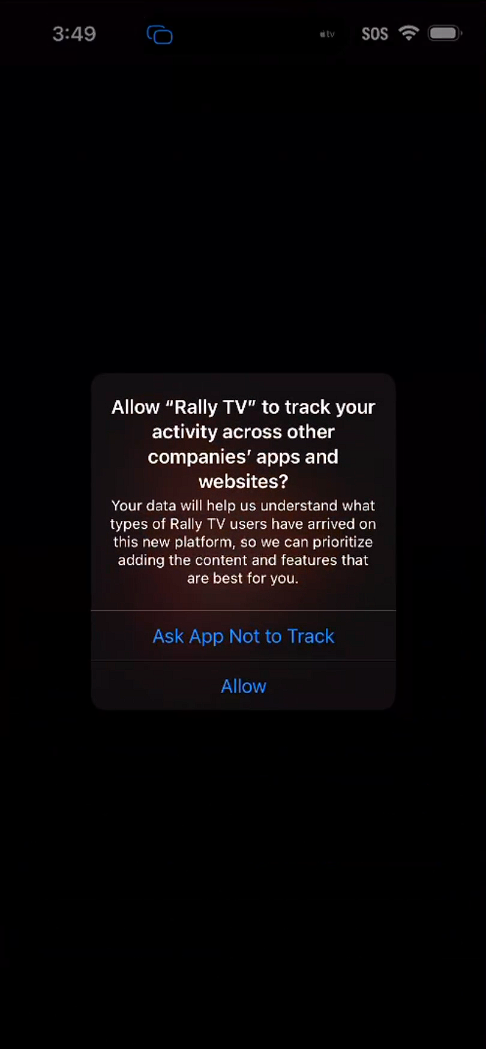 3:49
tv
SOS
Allow “Rally TV” to track your
activity across other
companies’ apps and
websites?
Your data will help us understand what
types of Rally TV users have arrived on
this new platform, so we can prioritize
adding the content and features that
are best for you.
Ask App Not to Track
Allow